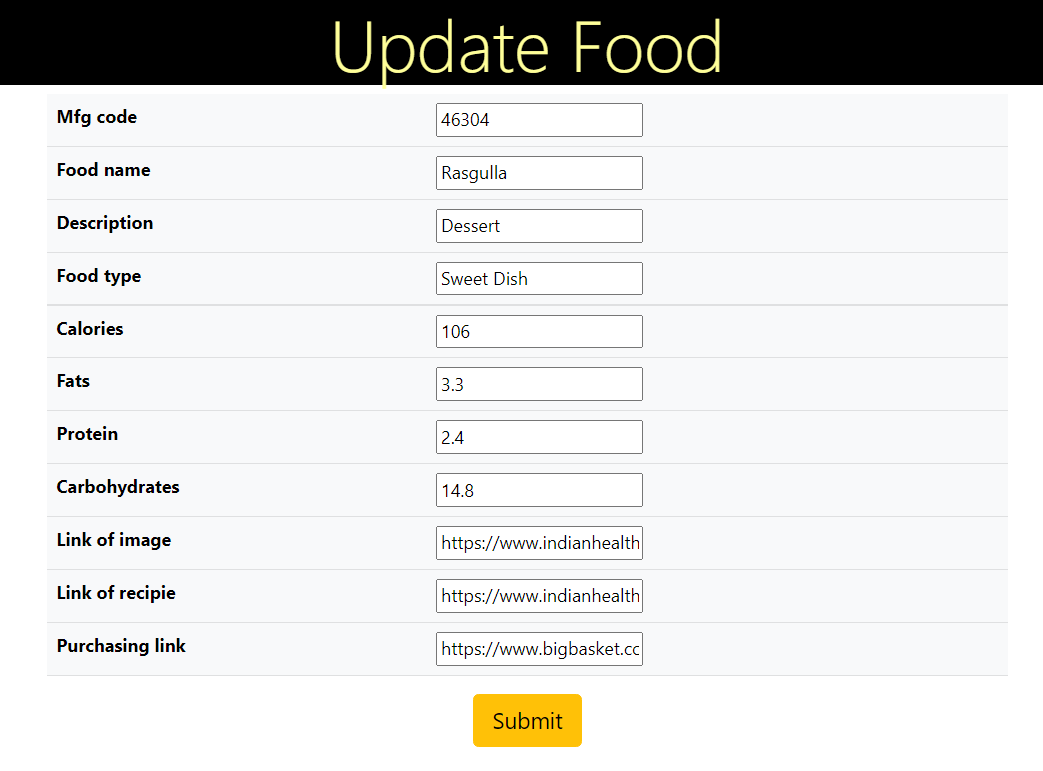 Update Food
Mfg code 46304
Food name Rasgulla
Description Dessert
Food type Sweet Dish
Calories 106
Fats 3.3
Protein 2.4
Carbohydrates 14.8
Link of image https://www.indianhealth
Link of recipie https://www.indianhealth
Purchasing link https://www.bigbasket.cc
Submit